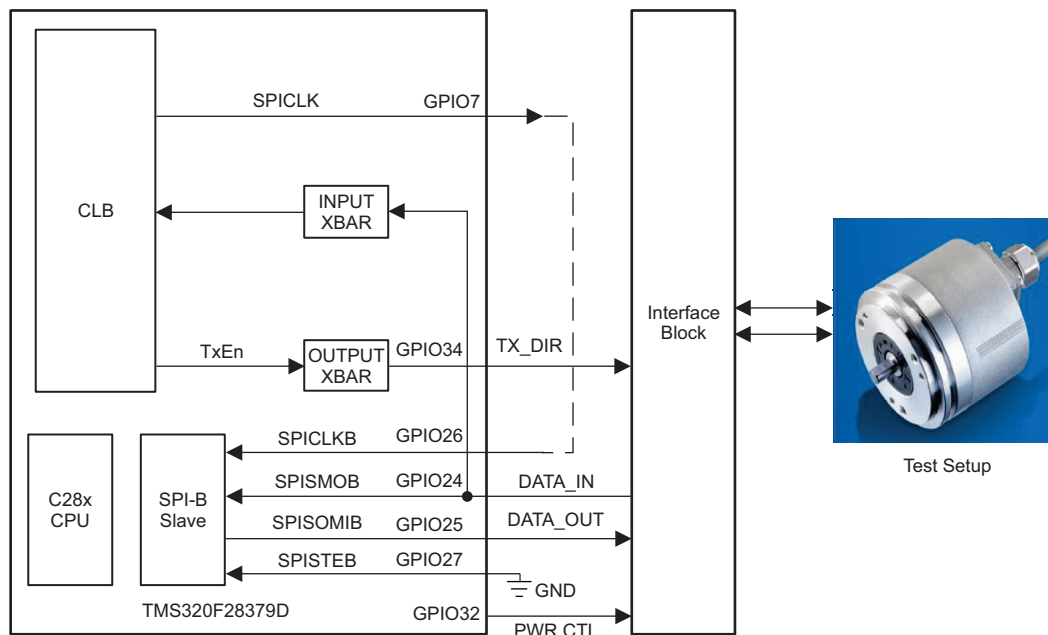 SPICLK
GPIO7
CLB
INPUT
XBAR
Interface
Block
TxEn
OUTPUT
XBAR
GPIO34
TX_DIR
SPICLKB
GPIO26
C28x
CPU
SPI-B
Slave
SPISMOB
GPIO24
DATA_IN
SPISOMIB
GPIO25
DATA_OUT
SPISTEB
GPIO27
GND
TMS320F28379D
GPIO32
PWR CTL
Test Setup